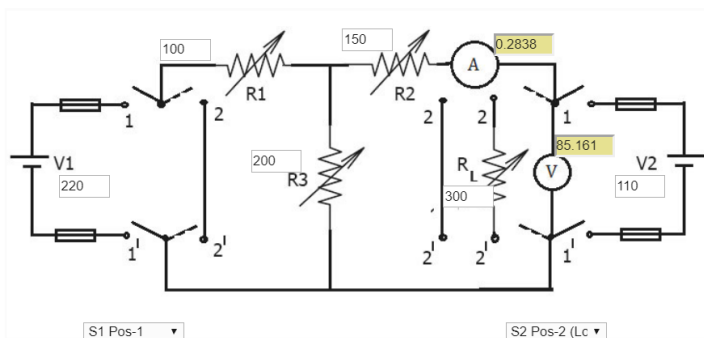 150
0.2838
100
A
R1
R2
1
2
2
2
1
85.161
V1
200
R3
R
L
V
V2
220
300
110
1'
2'
2'
2'
1'
S1 Pos-1
S2 Pos-2 (Lc